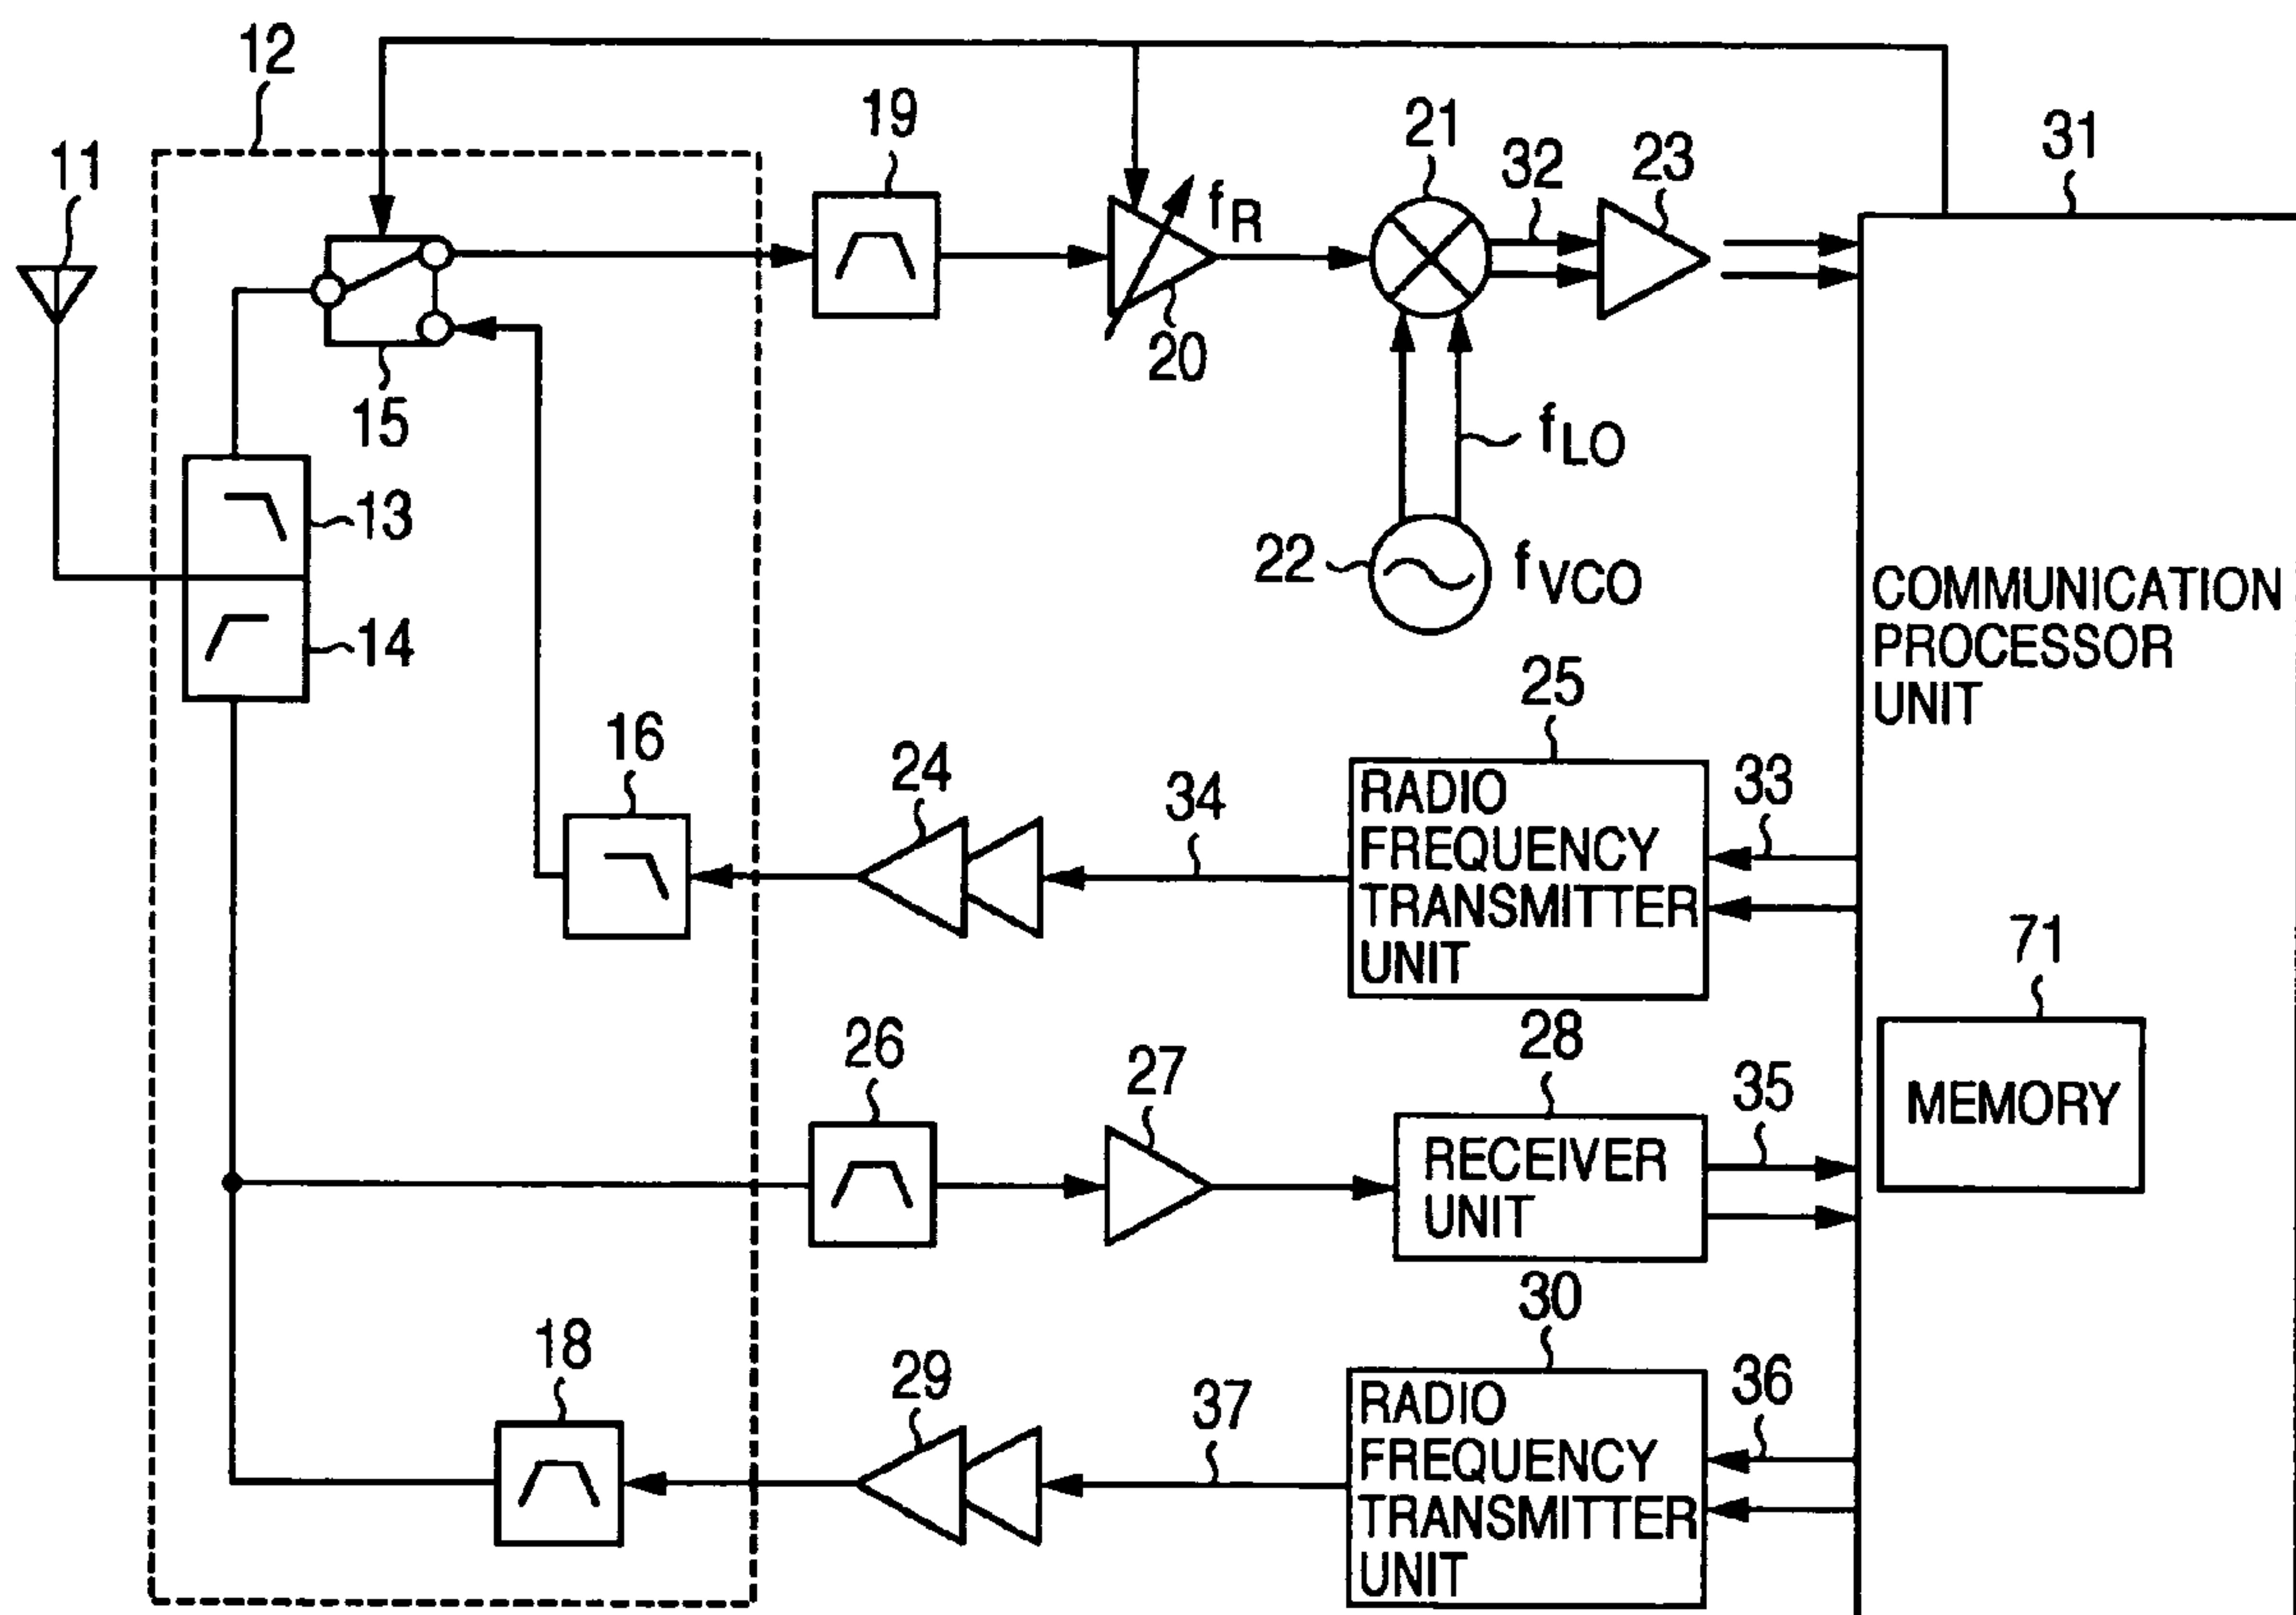 12
11
19
21
32
23
31
fR
20
15
fLO
13
22
fVCO
14
COMMUNICATION
PROCESSOR
UNIT
25
16
24
34
RADIO
FREQUENCY
TRANSMITTER
UNIT
33
71
MEMORY
26
27
28
RECEIVER
UNIT
35
30
18
29
37
RADIO
FREQUENCY
TRANSMITTER
UNIT
36